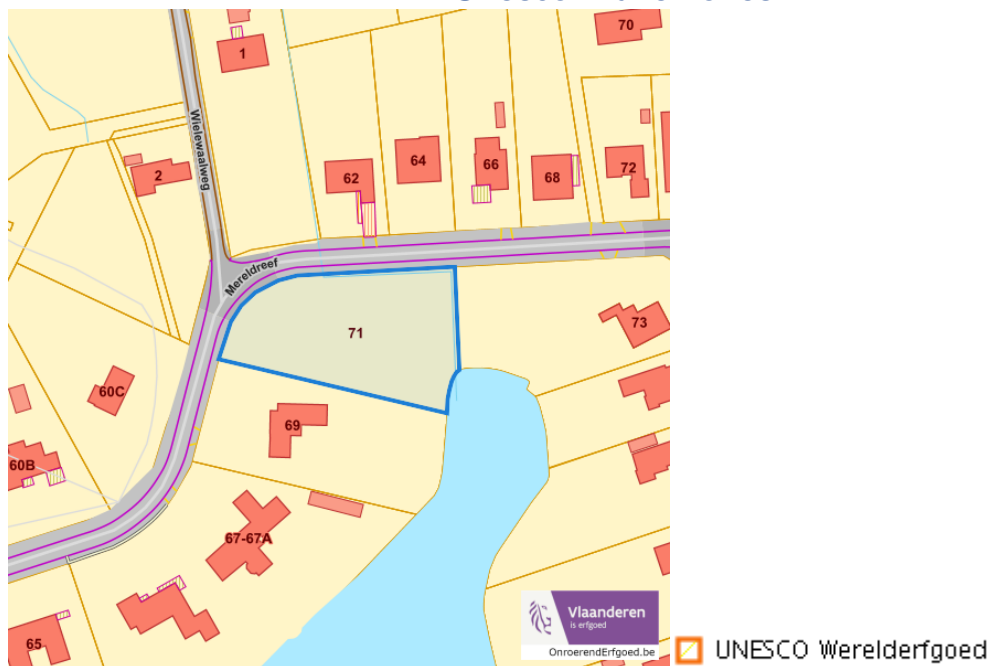 70
1
Wielewaalweg
64
66
62
68
72
2
Mereldreef
71
73
60C
69
60B
67-67A
65
Vlaanderen
is erfgoed
OnroerendErfgoed.be
UNESCO Werelderfgoed